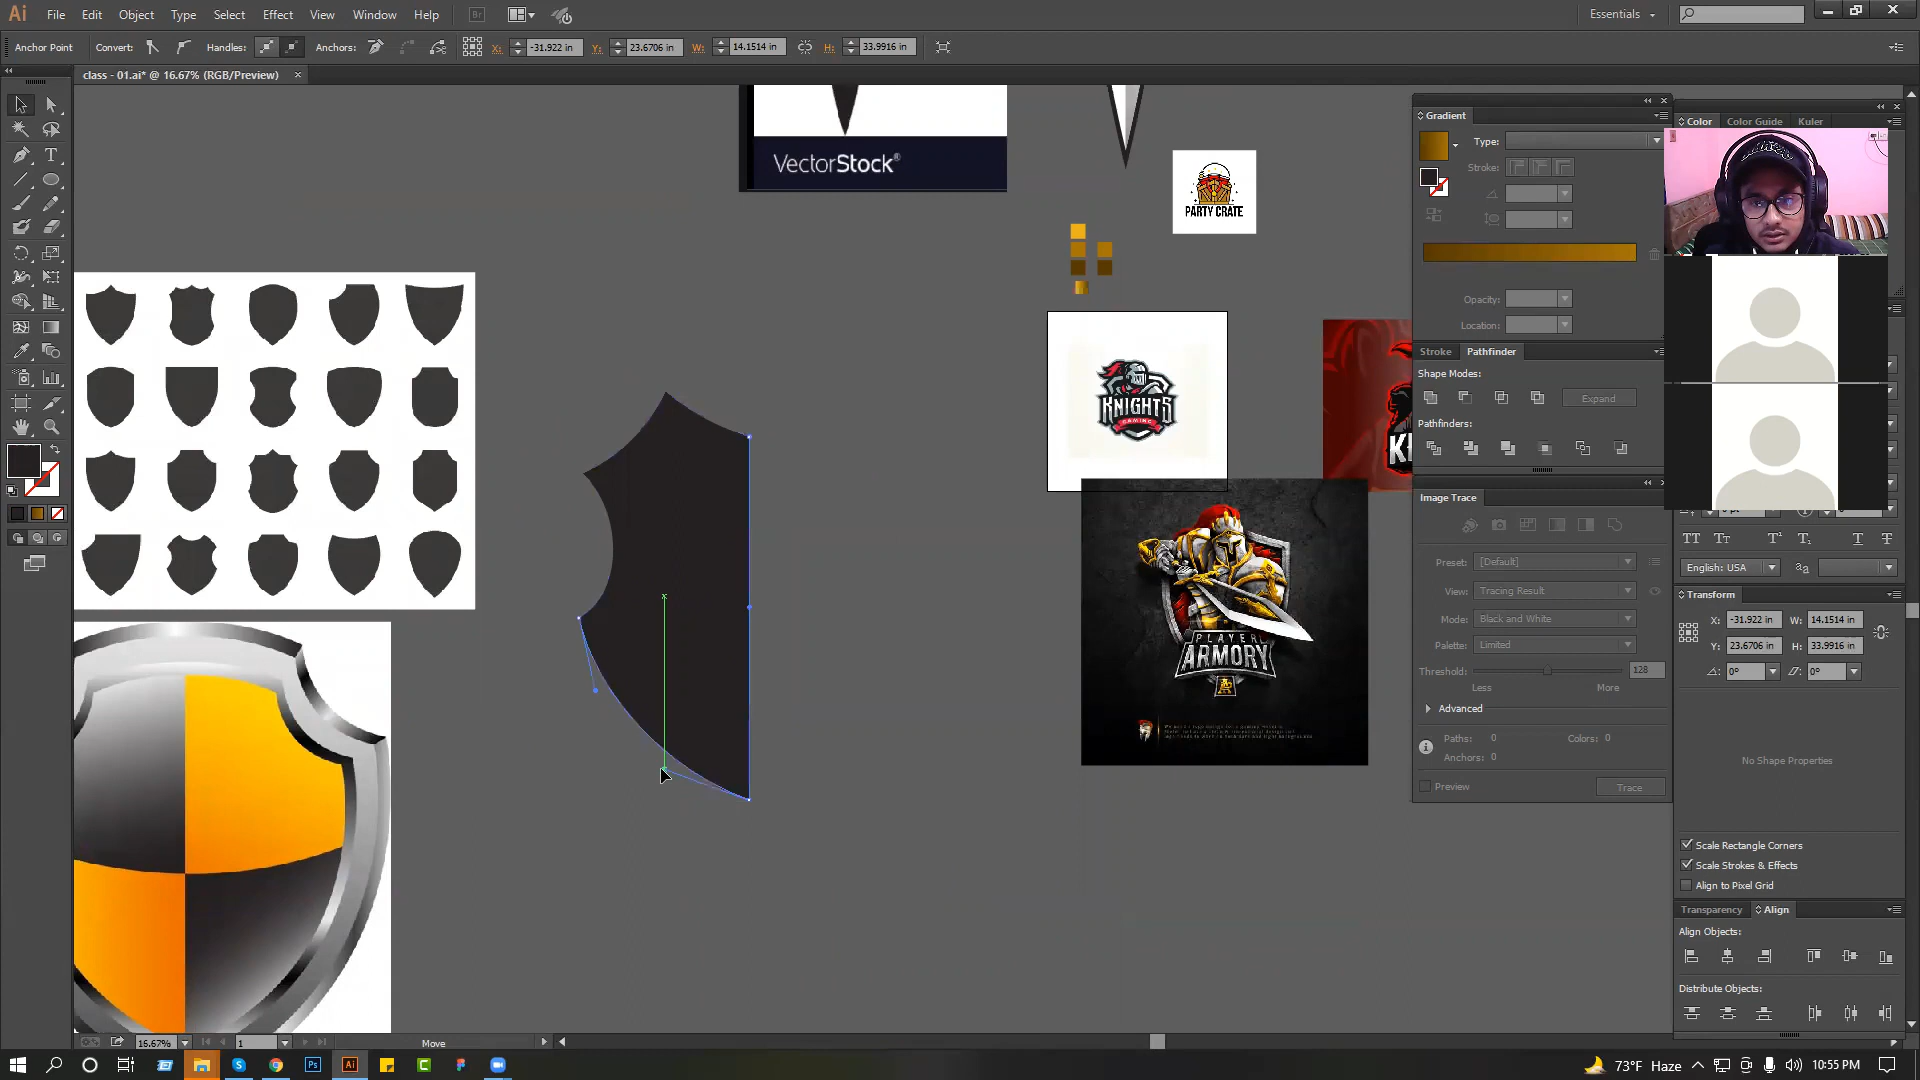 Ai File Edit Object Type Select Effect View Window Help Br Essentials
Anchor Point Convert: Handles: Anchors: X: -31.922 in Y: 23.6706 in W: 14.1514 in H: 33.9916 in
class - 01.ai* @ 16.67% (RGB/Preview)
VectorStock®
PARTY CRATE
KNIGHTS
GAMING
PLAYER
ARMORY
Gradient
Type:
Stroke:
Opacity:
Location:
Stroke Pathfinder
Shape Modes:
Expand
Pathfinders:
Image Trace
Preset: [Default]
View: Tracing Result
Mode: Black and White
Palette: Limited
Threshold: 128
Less More
Advanced
Paths: 0 Colors: 0
Anchors: 0
Preview Trace
Color Color Guide Kuler
English: USA
Transform
X: -31.922 in W: 14.1514 in
Y: 23.6706 in H: 33.9916 in
0° 0°
No Shape Properties
Scale Rectangle Corners
Scale Strokes & Effects
Align to Pixel Grid
Transparency Align
Align Objects:
Distribute Objects:
16.67% 1 Move
73°F Haze 10:55 PM